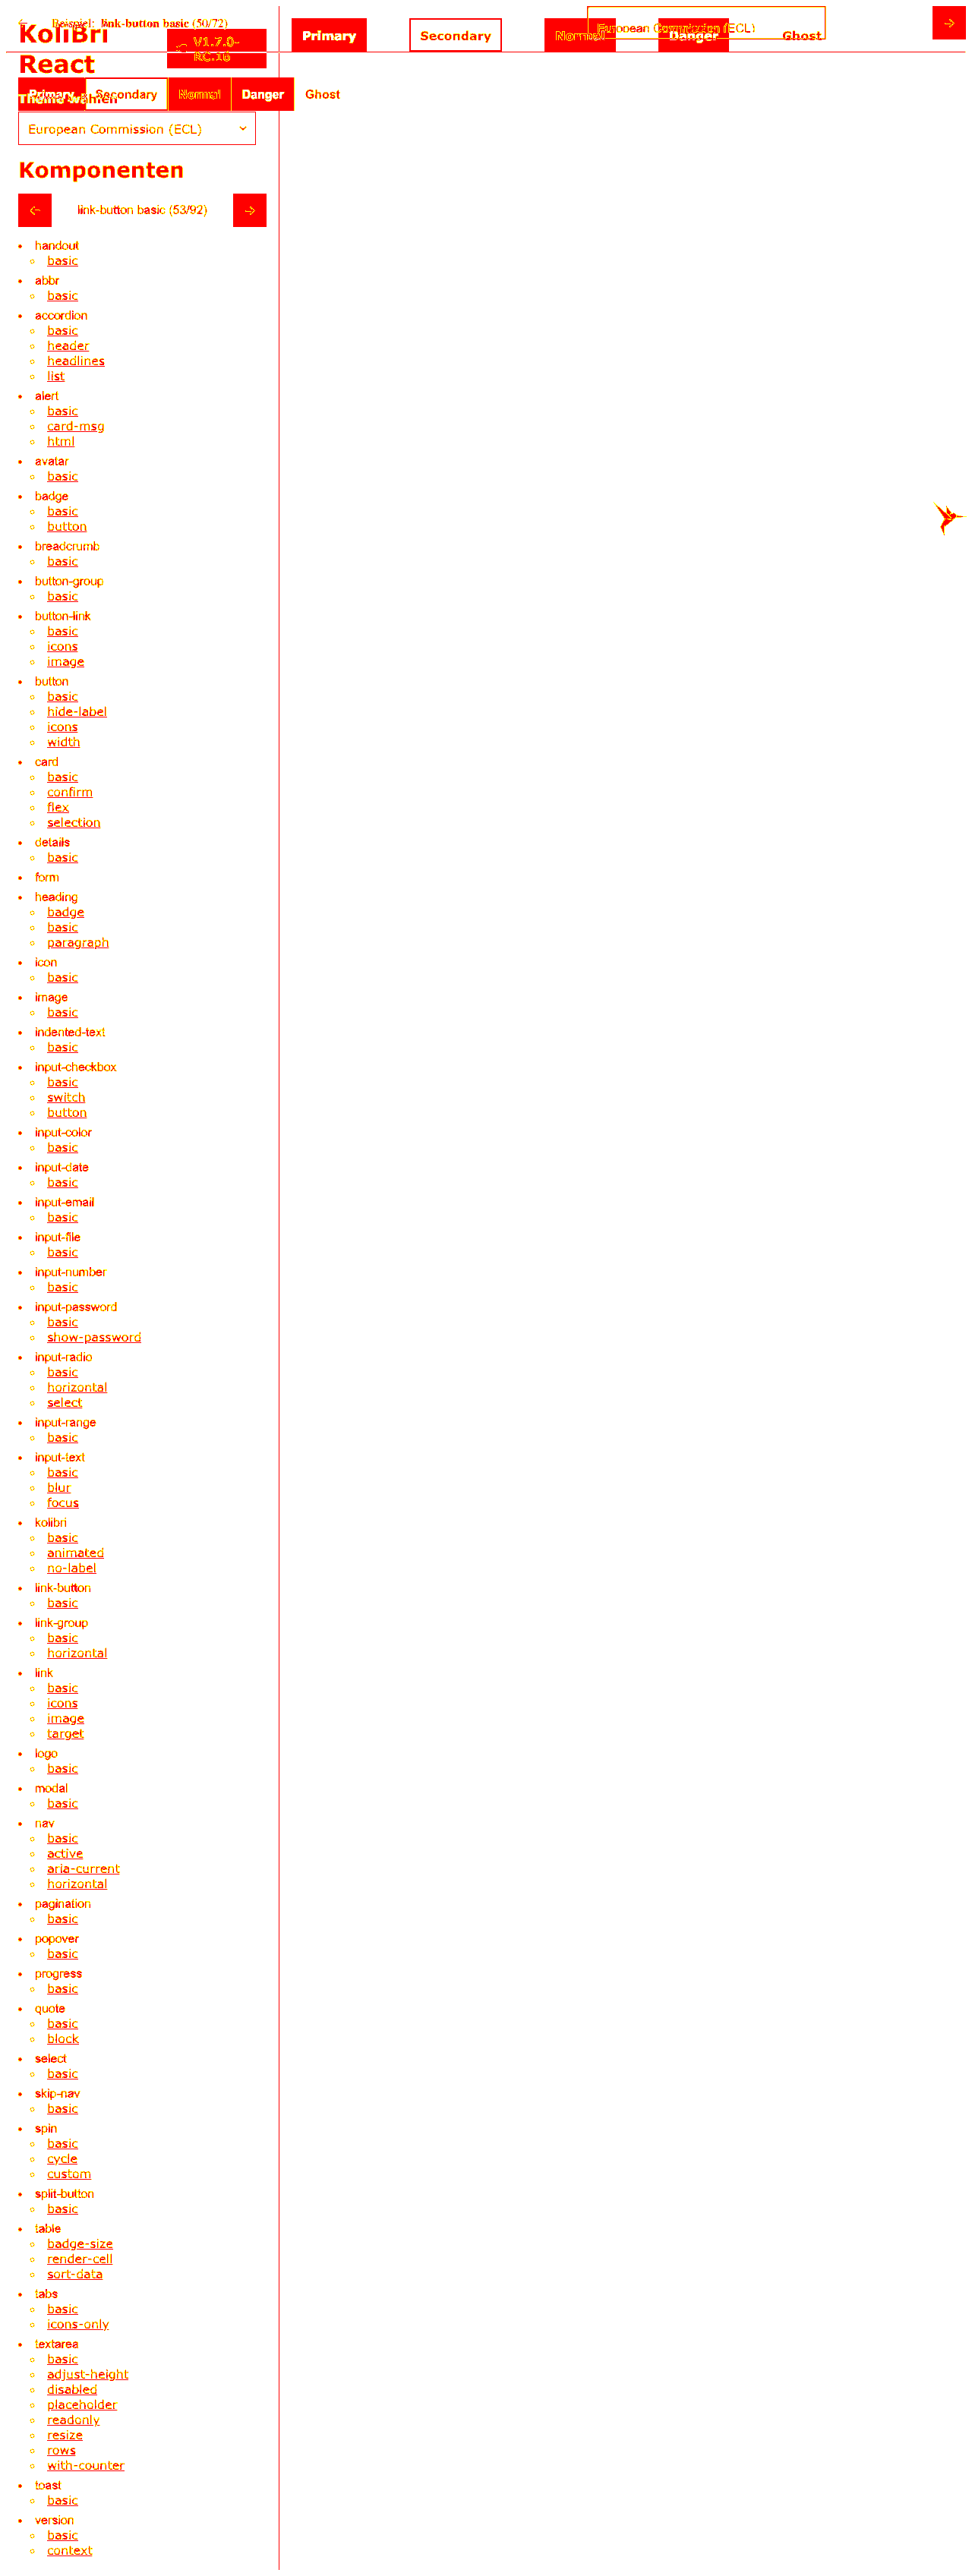 Beispiel: link-button basic (50/72)
European Commission (ECL)
KoliBri
React
V1.7.0-
RC.16
Primary Secondary Normal Danger Ghost
Primary Secondary Normal Danger Ghost
Theme wählen
European Commission (ECL)
Komponenten
link-button basic (53/92)
handout
basic
abbr
basic
accordion
basic
header
headlines
list
alert
basic
card-msg
html
avatar
basic
badge
basic
button
breadcrumb
basic
button-group
basic
button-link
basic
icons
image
button
basic
hide-label
icons
width
card
basic
confirm
flex
selection
details
basic
form
heading
badge
basic
paragraph
icon
basic
image
basic
indented-text
basic
input-checkbox
basic
switch
button
input-color
basic
input-date
basic
input-email
basic
input-file
basic
input-number
basic
input-password
basic
show-password
input-radio
basic
horizontal
select
input-range
basic
input-text
basic
blur
focus
kolibri
basic
animated
no-label
link-button
basic
link-group
basic
horizontal
link
basic
icons
image
target
logo
basic
modal
basic
nav
basic
active
aria-current
horizontal
pagination
basic
popover
basic
progress
basic
quote
basic
block
select
basic
skip-nav
basic
spin
basic
cycle
custom
split-button
basic
table
badge-size
render-cell
sort-data
tabs
basic
icons-only
textarea
basic
adjust-height
disabled
placeholder
readonly
resize
rows
with-counter
toast
basic
version
basic
context